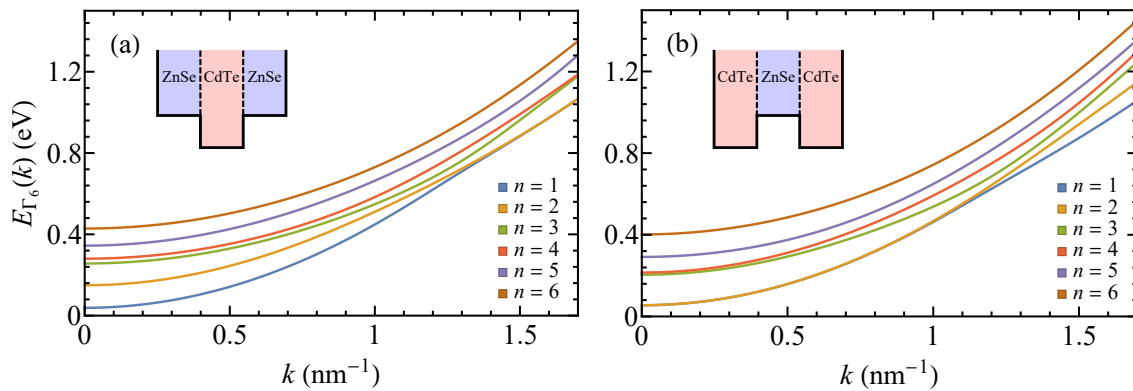 (a)
ZnSe CdTe ZnSe
E_Γ6(k) (eV)
1.2
0.8
0.4
0
n = 1
n = 2
n = 3
n = 4
n = 5
n = 6
0 0.5 1 1.5
k (nm⁻¹)
(b)
CdTe ZnSe CdTe
1.2
0.8
0.4
0
n = 1
n = 2
n = 3
n = 4
n = 5
n = 6
0 0.5 1 1.5
k (nm⁻¹)